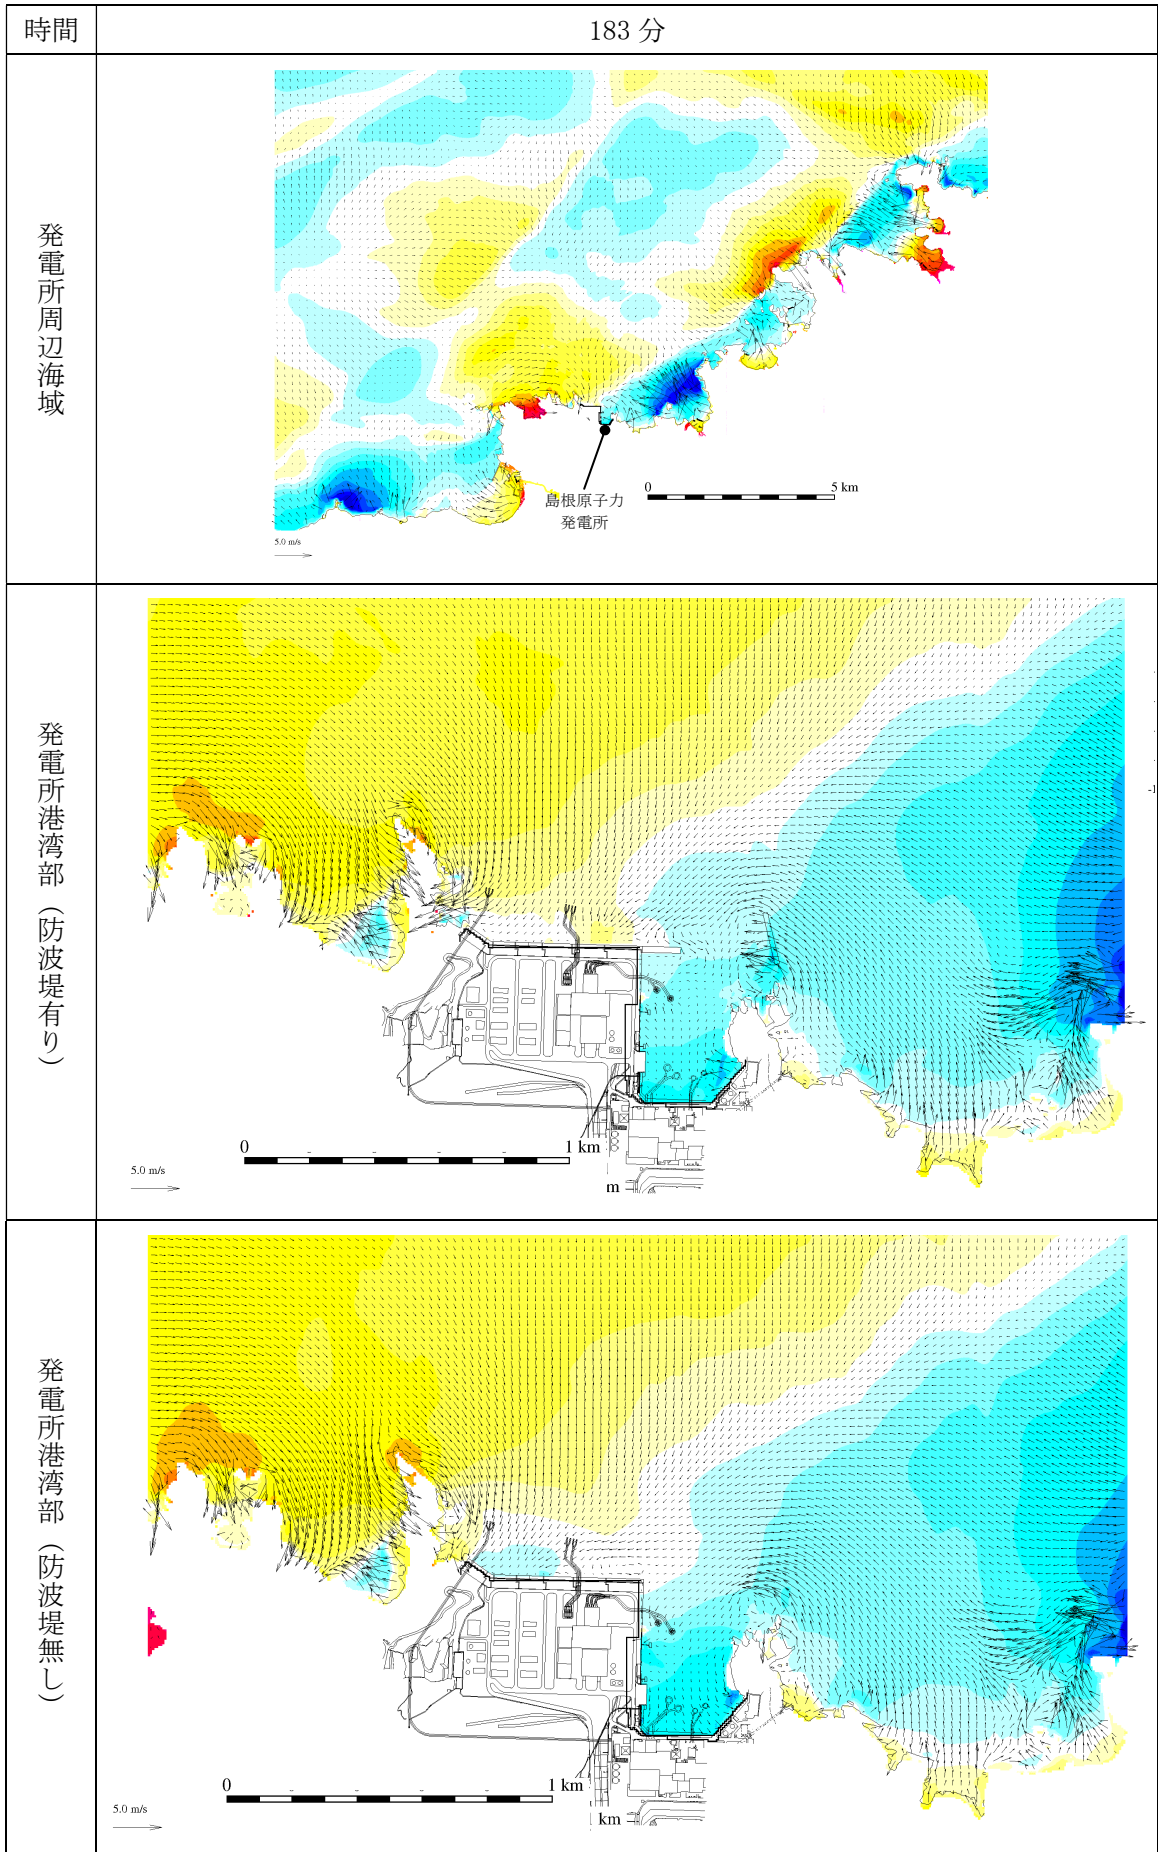 時間
183 分
発電所周辺海域
島根原子力
発電所
0
5 km
5.0 m/s
発電所港湾部（防波堤有り）
-1
0
1 km
5.0 m/s
m
発電所港湾部（防波堤無し）
0
1 km
5.0 m/s
km